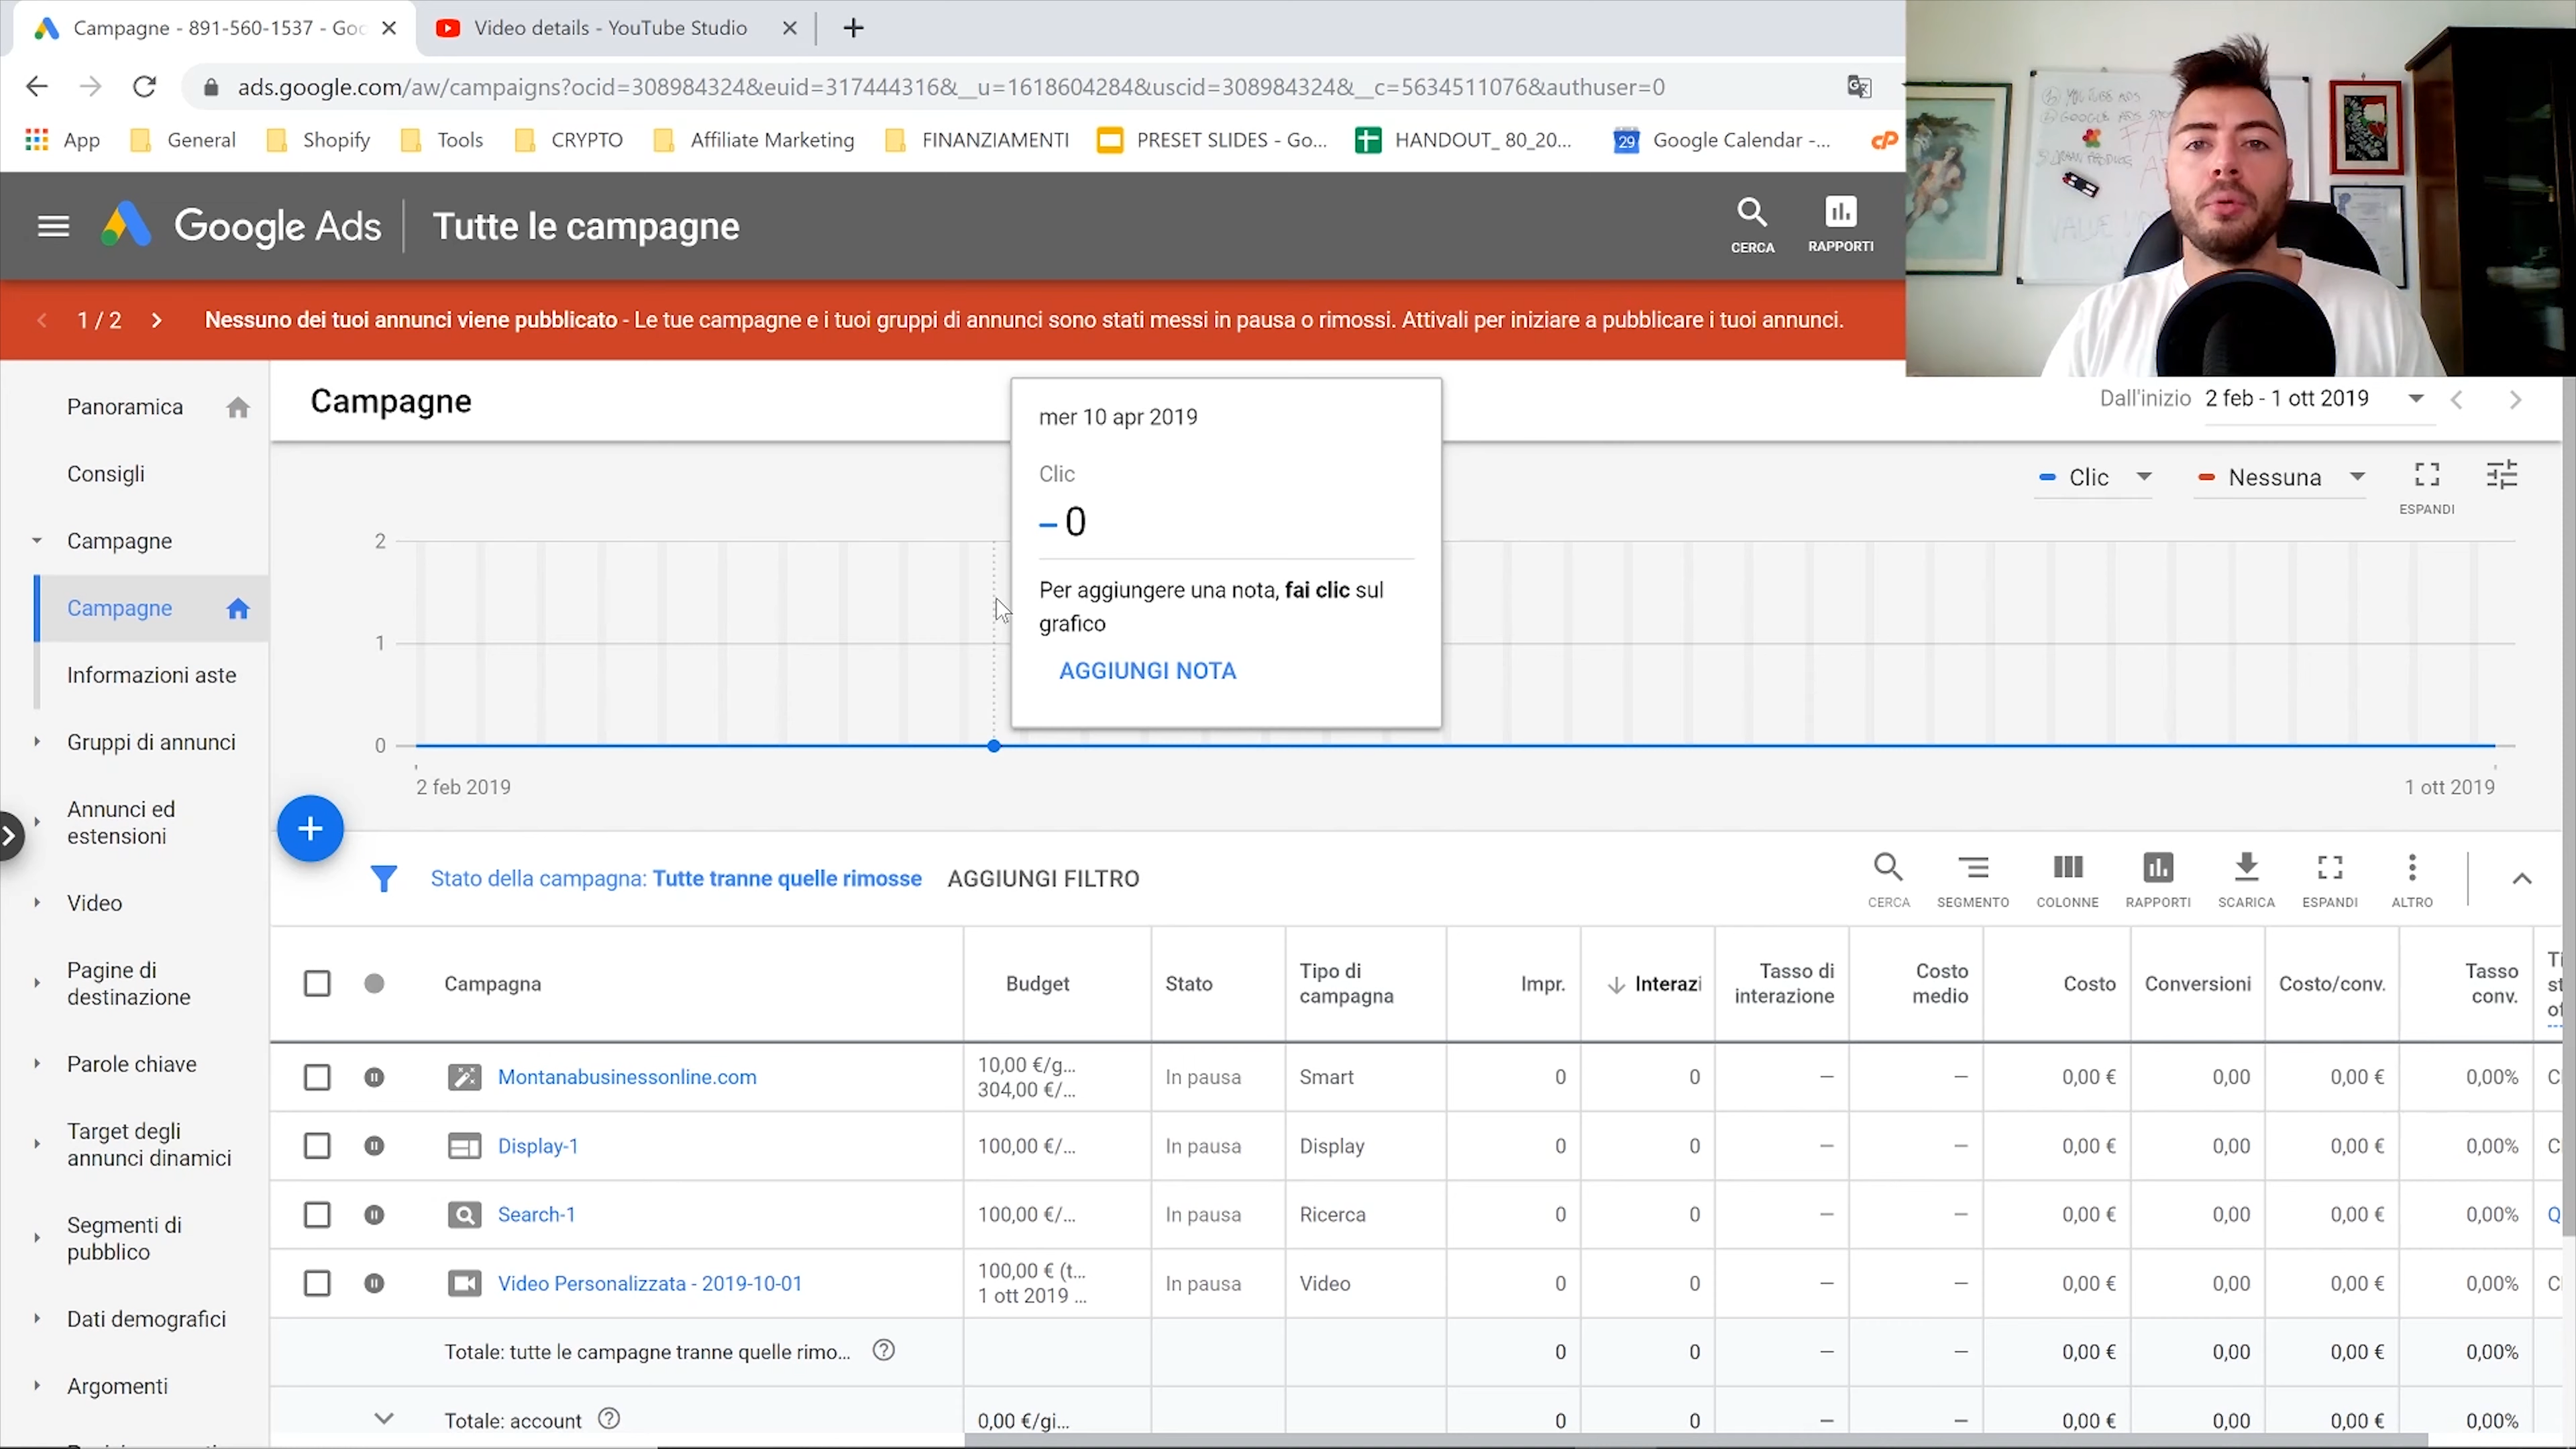 Campagne - 891-560-1537 - Goo
Video details - YouTube Studio
ads.google.com/aw/campaigns?ocid=308984324&euid=317444316&__u=1618604284&uscid=308984324&__c=5634511076&authuser=0
App
General
Shopify
Tools
CRYPTO
Affiliate Marketing
FINANZIAMENTI
PRESET SLIDES - Go...
HANDOUT_ 80_20...
29
Google Calendar -...
Google Ads
Tutte le campagne
CERCA
RAPPORTI
1 / 2
Nessuno dei tuoi annunci viene pubblicato - Le tue campagne e i tuoi gruppi di annunci sono stati messi in pausa o rimossi. Attivali per iniziare a pubblicare i tuoi annunci.
Panoramica
Consigli
Campagne
Campagne
Informazioni aste
Gruppi di annunci
Annunci ed
estensioni
Video
Pagine di
destinazione
Parole chiave
Target degli
annunci dinamici
Segmenti di
pubblico
Dati demografici
Argomenti
Campagne
Dall'inizio 2 feb - 1 ott 2019
Clic
Nessuna
ESPANDI
mer 10 apr 2019
Clic
0
Per aggiungere una nota, fai clic sul
grafico
AGGIUNGI NOTA
2
1
0
2 feb 2019
1 ott 2019
Stato della campagna: Tutte tranne quelle rimosse
AGGIUNGI FILTRO
CERCA
SEGMENTO
COLONNE
RAPPORTI
SCARICA
ESPANDI
ALTRO
Campagna Budget Stato Tipo di campagna Impr. Interazi Tasso di interazione Costo medio Costo Conversioni Costo/conv. Tasso conv.
Montanabusinessonline.com 10,00 €/g... 304,00 €/... In pausa Smart 0 0 — — 0,00 € 0,00 0,00 € 0,00% C
Display-1 100,00 €/... In pausa Display 0 0 — — 0,00 € 0,00 0,00 € 0,00% C
Search-1 100,00 €/... In pausa Ricerca 0 0 — — 0,00 € 0,00 0,00 € 0,00% Q
Video Personalizzata - 2019-10-01 100,00 € (t... 1 ott 2019 ... In pausa Video 0 0 — — 0,00 € 0,00 0,00 € 0,00% C
Totale: tutte le campagne tranne quelle rimo... 0 0 — — 0,00 € 0,00 0,00 € 0,00%
Totale: account 0,00 €/gi... 0 0 — — 0,00 € 0,00 0,00 € 0,00%